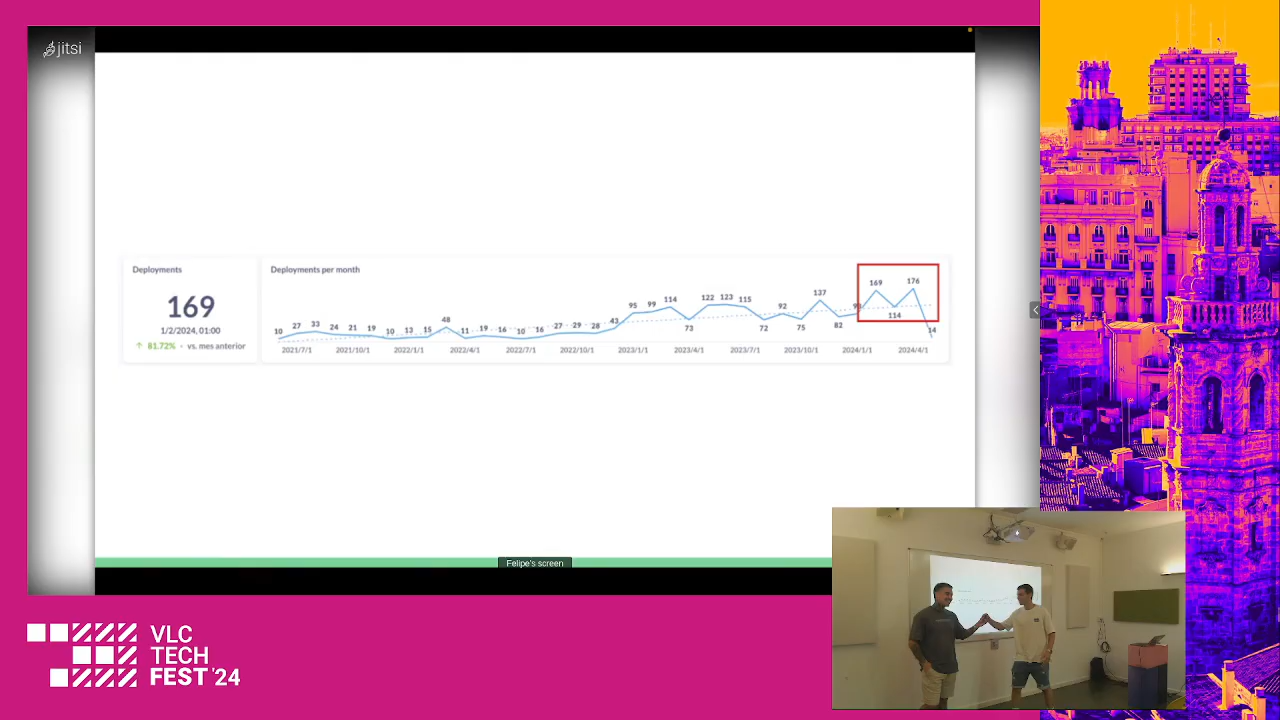 jitsi
Deployments
169
1/2/2024, 01:00
↑ 81.72% • vs. mes anterior
Deployments per month
10 27 33 24 21 19 10 13 15 48 11 19 16 10 16 27 29 28 43 95 99 114 73 122 123 115 72 92 75 137 82 169 114 176 14
2021/7/1 2021/10/1 2022/1/1 2022/4/1 2022/7/1 2022/10/1 2023/1/1 2023/4/1 2023/7/1 2023/10/1 2024/1/1 2024/4/1
Felipe's screen
VLC
TECH
FEST '24